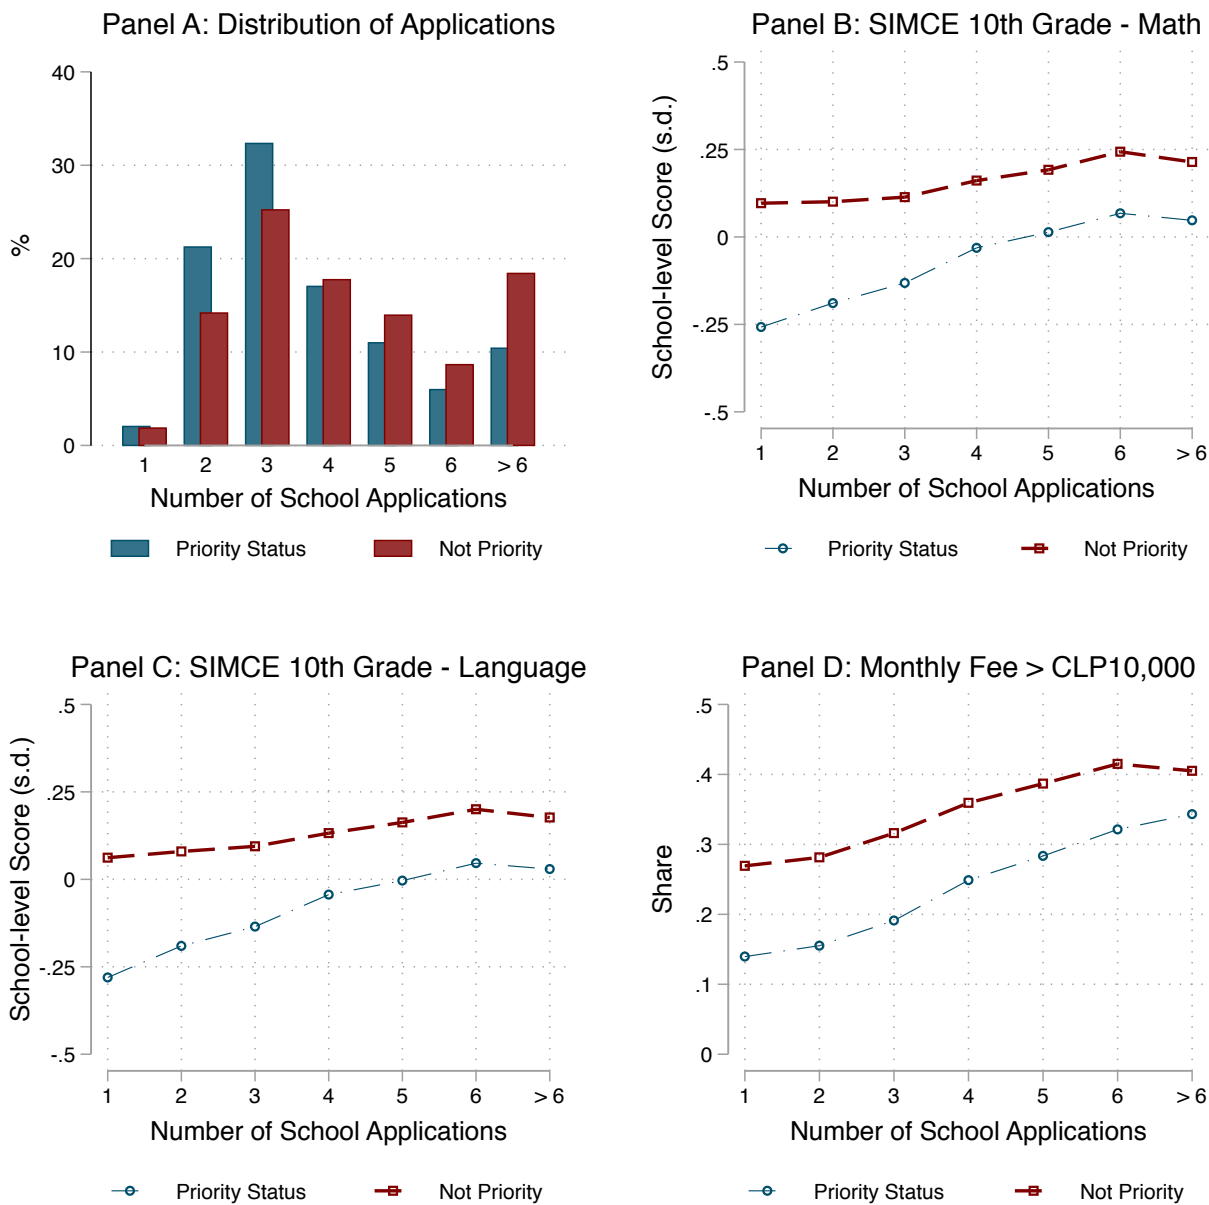 Panel A: Distribution of Applications
40
30
20
10
0
%
1 2 3 4 5 6 > 6
Number of School Applications
Priority Status Not Priority
Panel B: SIMCE 10th Grade - Math
.5
.25
0
-.25
-.5
School-level Score (s.d.)
1 2 3 4 5 6 > 6
Number of School Applications
Priority Status Not Priority
Panel C: SIMCE 10th Grade - Language
.5
.25
0
-.25
-.5
School-level Score (s.d.)
1 2 3 4 5 6 > 6
Number of School Applications
Priority Status Not Priority
Panel D: Monthly Fee > CLP10,000
.5
.4
.3
.2
.1
0
Share
1 2 3 4 5 6 > 6
Number of School Applications
Priority Status Not Priority